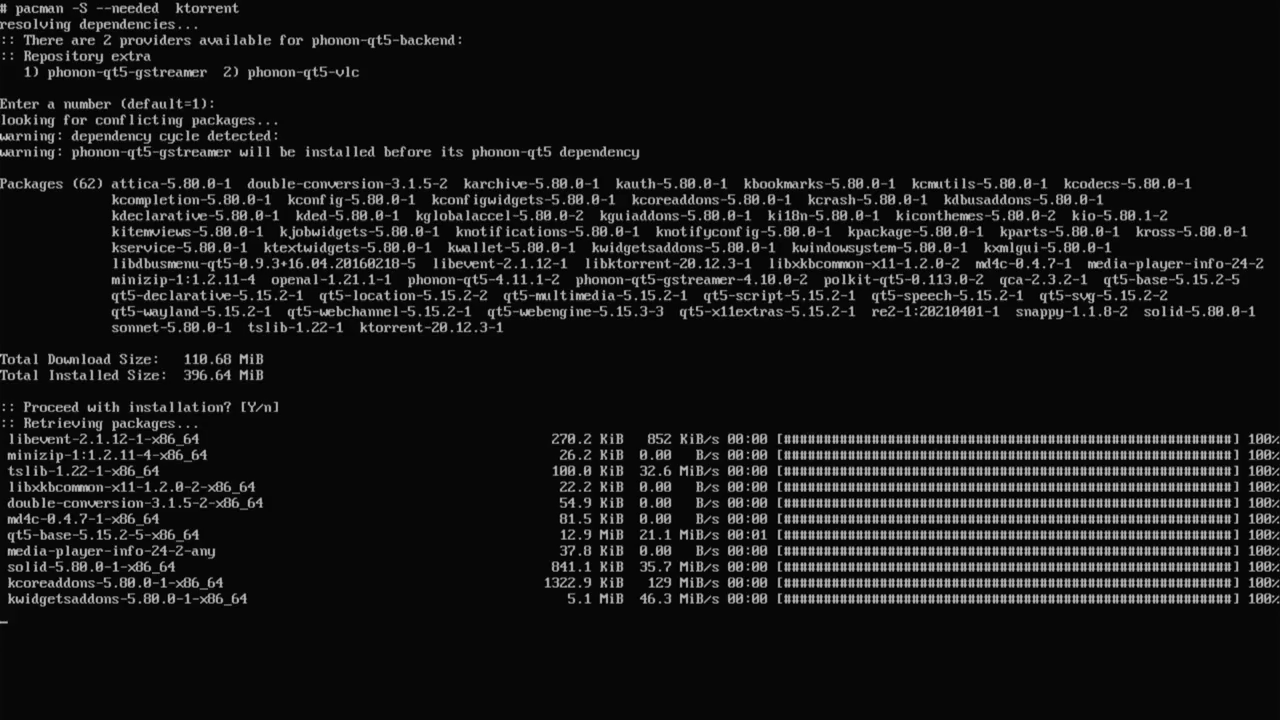 # pacman -S --needed  ktorrent
resolving dependencies...
:: There are 2 providers available for phonon-qt5-backend:
:: Repository extra
   1) phonon-qt5-gstreamer  2) phonon-qt5-vlc

Enter a number (default=1):
looking for conflicting packages...
warning: dependency cycle detected:
warning: phonon-qt5-gstreamer will be installed before its phonon-qt5 dependency

Packages (62) attica-5.80.0-1  double-conversion-3.1.5-2  karchive-5.80.0-1  kauth-5.80.0-1  kbookmarks-5.80.0-1  kcmutils-5.80.0-1  kcodecs-5.80.0-1
              kcompletion-5.80.0-1  kconfig-5.80.0-1  kconfigwidgets-5.80.0-1  kcoreaddons-5.80.0-1  kcrash-5.80.0-1  kdbusaddons-5.80.0-1
              kdeclarative-5.80.0-1  kded-5.80.0-1  kglobalaccel-5.80.0-2  kguiaddons-5.80.0-1  ki18n-5.80.0-1  kiconthemes-5.80.0-2  kio-5.80.1-2
              kitemviews-5.80.0-1  kjobwidgets-5.80.0-1  knotifications-5.80.0-1  knotifyconfig-5.80.0-1  kpackage-5.80.0-1  kparts-5.80.0-1  kross-5.80.0-1
              kservice-5.80.0-1  ktextwidgets-5.80.0-1  kwallet-5.80.0-1  kwidgetsaddons-5.80.0-1  kwindowsystem-5.80.0-1  kxmlgui-5.80.0-1
              libdbusmenu-qt5-0.9.3+16.04.20160218-5  libevent-2.1.12-1  libktorrent-20.12.3-1  libxkbcommon-x11-1.2.0-2  md4c-0.4.7-1  media-player-info-24-2
              minizip-1:1.2.11-4  openal-1.21.1-1  phonon-qt5-4.11.1-2  phonon-qt5-gstreamer-4.10.0-2  polkit-qt5-0.113.0-2  qca-2.3.2-1  qt5-base-5.15.2-5
              qt5-declarative-5.15.2-1  qt5-location-5.15.2-2  qt5-multimedia-5.15.2-1  qt5-script-5.15.2-1  qt5-speech-5.15.2-1  qt5-svg-5.15.2-2
              qt5-wayland-5.15.2-1  qt5-webchannel-5.15.2-1  qt5-webengine-5.15.3-3  qt5-x11extras-5.15.2-1  re2-1:20210401-1  snappy-1.1.8-2  solid-5.80.0-1
              sonnet-5.80.0-1  tslib-1.22-1  ktorrent-20.12.3-1

Total Download Size:   110.68 MiB
Total Installed Size:  396.64 MiB

:: Proceed with installation? [Y/n]
:: Retrieving packages...
 libevent-2.1.12-1-x86_64 270.2 KiB   852 KiB/s 00:00 [#########################################################] 100%
 minizip-1:1.2.11-4-x86_64 26.2 KiB  0.00   B/s 00:00 [#########################################################] 100%
 tslib-1.22-1-x86_64 100.0 KiB  32.6 MiB/s 00:00 [#########################################################] 100%
 libxkbcommon-x11-1.2.0-2-x86_64 22.2 KiB  0.00   B/s 00:00 [#########################################################] 100%
 double-conversion-3.1.5-2-x86_64 54.9 KiB  0.00   B/s 00:00 [#########################################################] 100%
 md4c-0.4.7-1-x86_64 81.5 KiB  0.00   B/s 00:00 [#########################################################] 100%
 qt5-base-5.15.2-5-x86_64 12.9 MiB  21.1 MiB/s 00:01 [#########################################################] 100%
 media-player-info-24-2-any 37.8 KiB  0.00   B/s 00:00 [#########################################################] 100%
 solid-5.80.0-1-x86_64 841.1 KiB  35.7 MiB/s 00:00 [#########################################################] 100%
 kcoreaddons-5.80.0-1-x86_64 1322.9 KiB   129 MiB/s 00:00 [#########################################################] 100%
 kwidgetsaddons-5.80.0-1-x86_64 5.1 MiB  46.3 MiB/s 00:00 [#########################################################] 100%